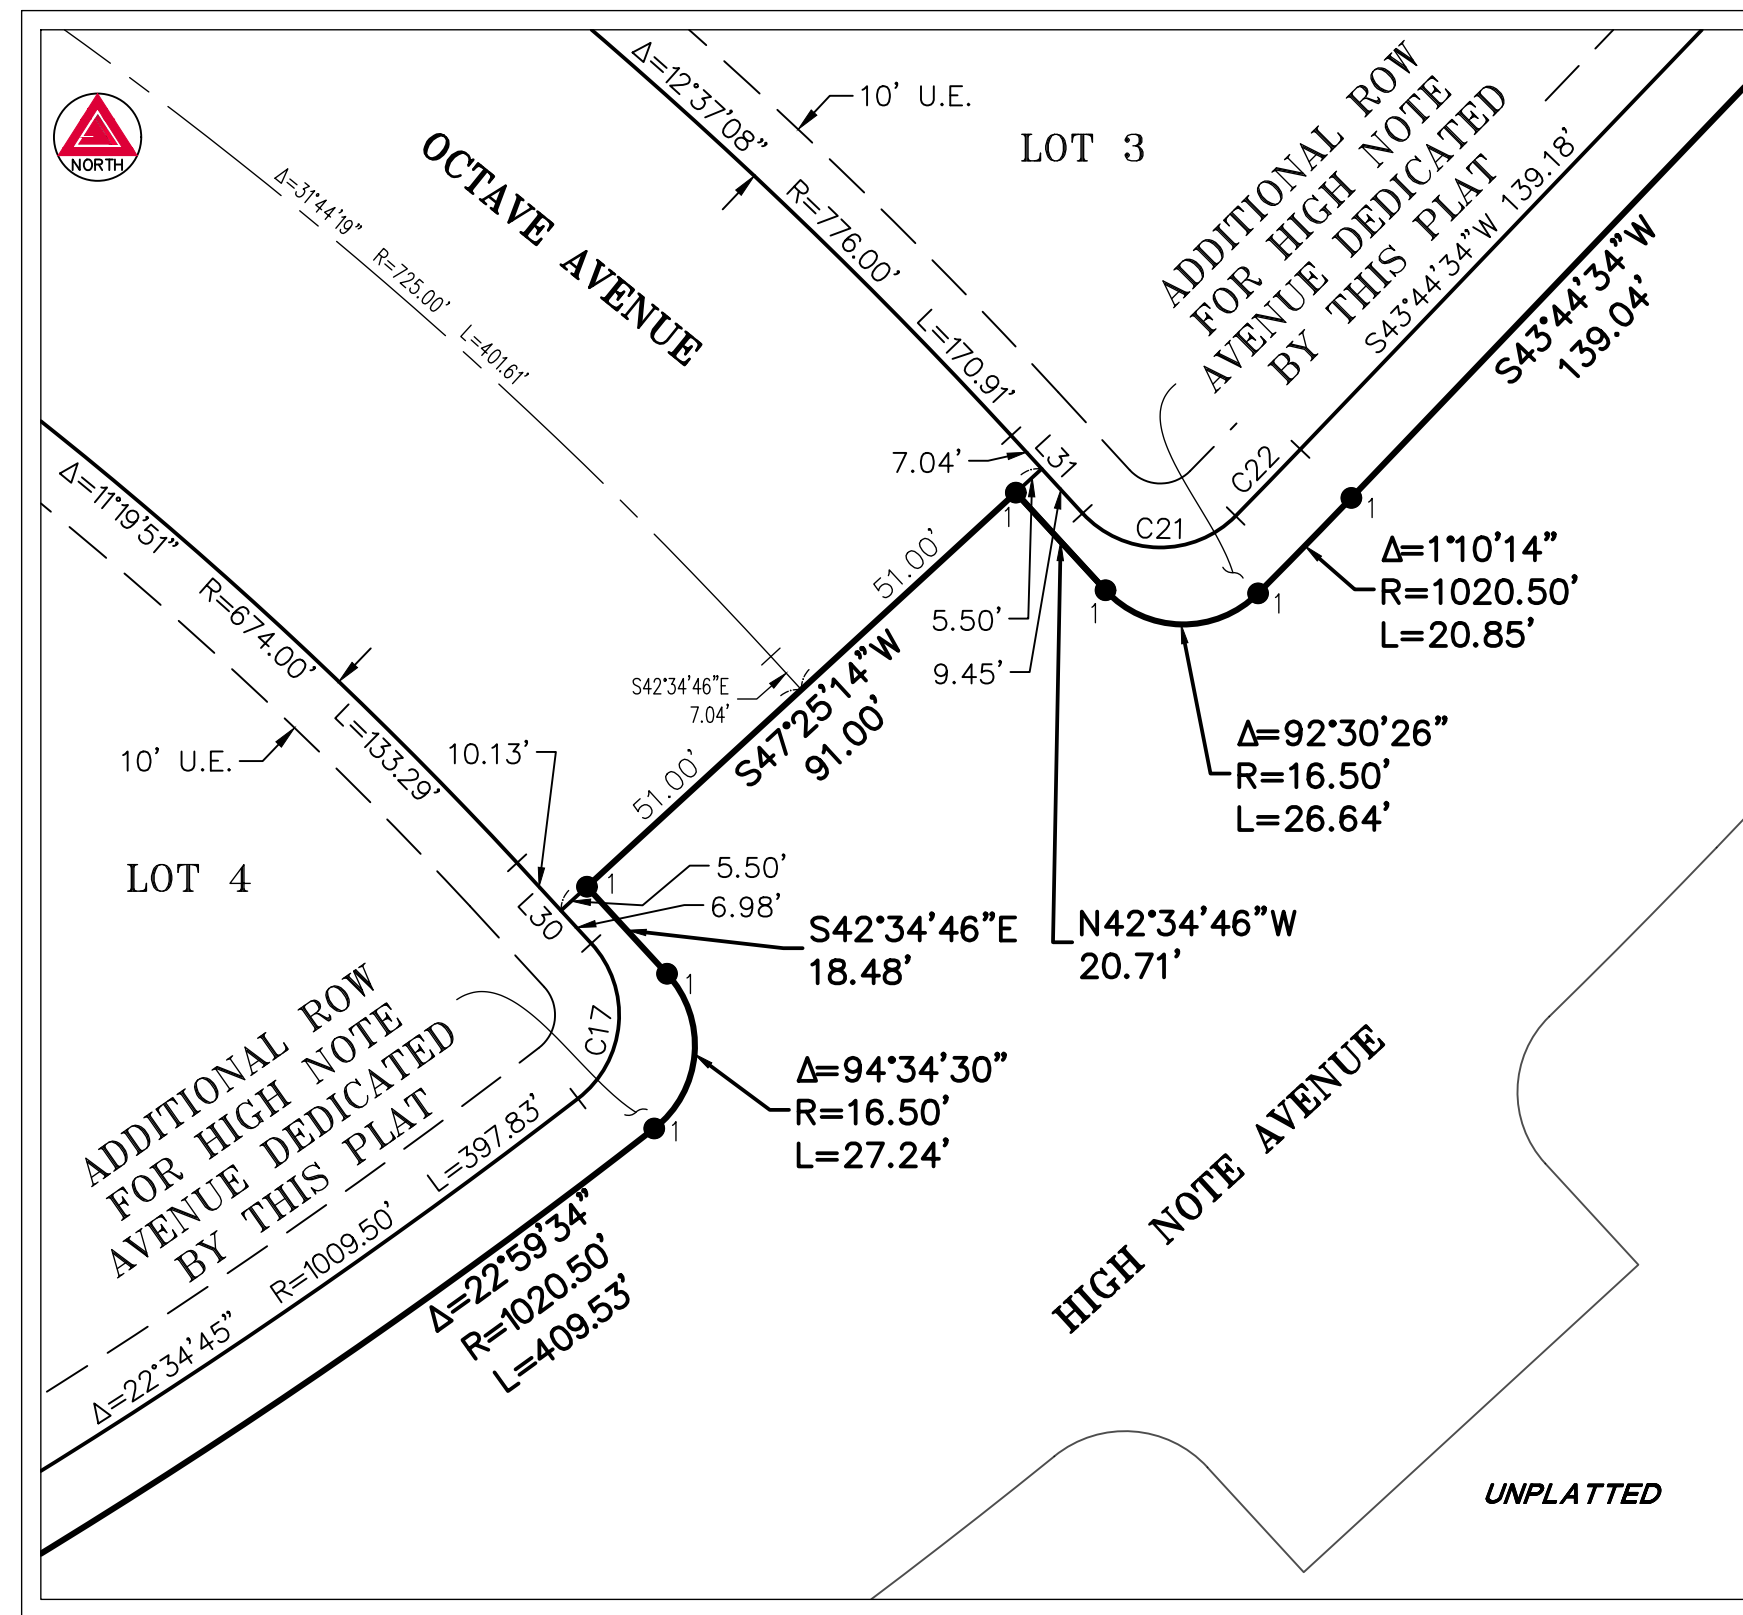 NORTH
OCTAVE AVENUE
Δ=12°37'08"
R=776.00'
L=170.91'
10' U.E.
LOT 3
ADDITIONAL ROW
FOR HIGH NOTE
AVENUE DEDICATED
BY THIS PLAT
S43°44'34"W 139.18'
S43°44'34"W
139.04'
Δ=31°44'19"
R=725.00'
L=401.61'
7.04'
L31
C21
C22
1
1
1
1
5.50'
9.45'
51.00'
Δ=1°10'14"
R=1020.50'
L=20.85'
Δ=92°30'26"
R=16.50'
L=26.64'
Δ=11°19'51"
R=674.00'
L=133.29'
S42°34'46"E
7.04'
S47°25'14"W
91.00'
51.00'
10' U.E.
10.13'
LOT 4
L30
1
5.50'
6.98'
S42°34'46"E
18.48'
N42°34'46"W
20.71'
1
C17
Δ=94°34'30"
R=16.50'
L=27.24'
1
ADDITIONAL ROW
FOR HIGH NOTE
AVENUE DEDICATED
BY THIS PLAT
Δ=22°34'45"
R=1009.50'
L=397.83'
Δ=22°59'34"
R=1020.50'
L=409.53'
HIGH NOTE AVENUE
UNPLATTED